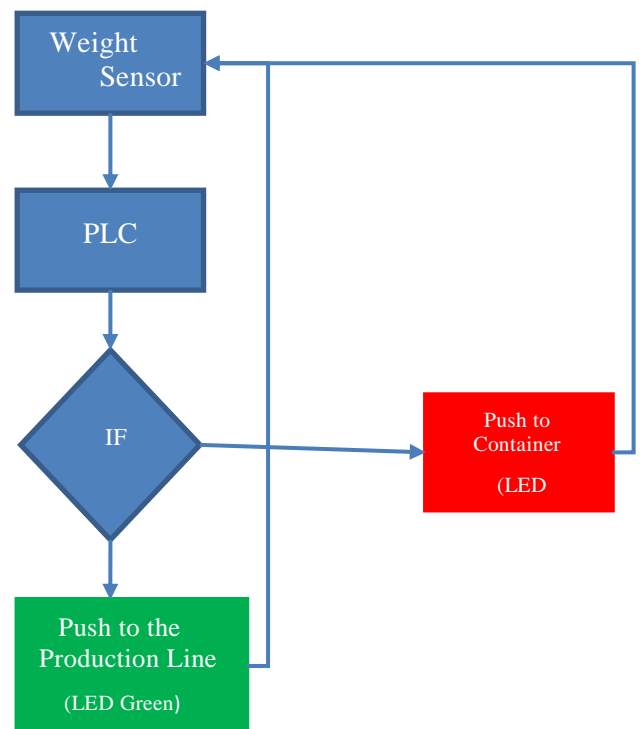 Weight
Sensor
PLC
IF
Push to
Container
(LED
Push to the
Production Line
(LED Green)